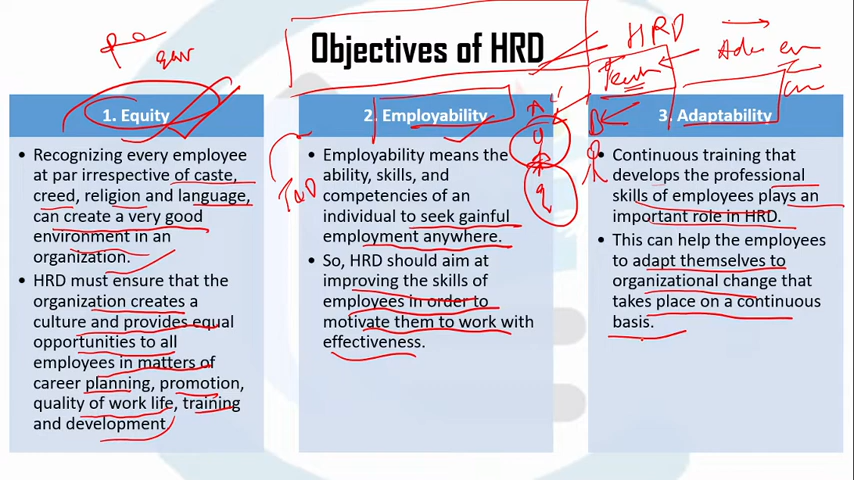 Objectives of HRD
HRD
1. Equity
• Recognizing every employee
at par irrespective of caste,
creed, religion and language,
can create a very good
environment in an
organization.
• HRD must ensure that the
organization creates a
culture and provides equal
opportunities to all
employees in matters of
career planning, promotion,
quality of work life, training
and development
2. Employability
• Employability means the
ability, skills, and
competencies of an
individual to seek gainful
employment anywhere.
• So, HRD should aim at
improving the skills of
employees in order to
motivate them to work with
effectiveness.
T&D
3. Adaptability
• Continuous training that
develops the professional
skills of employees plays an
important role in HRD.
• This can help the employees
to adapt themselves to
organizational change that
takes place on a continuous
basis.